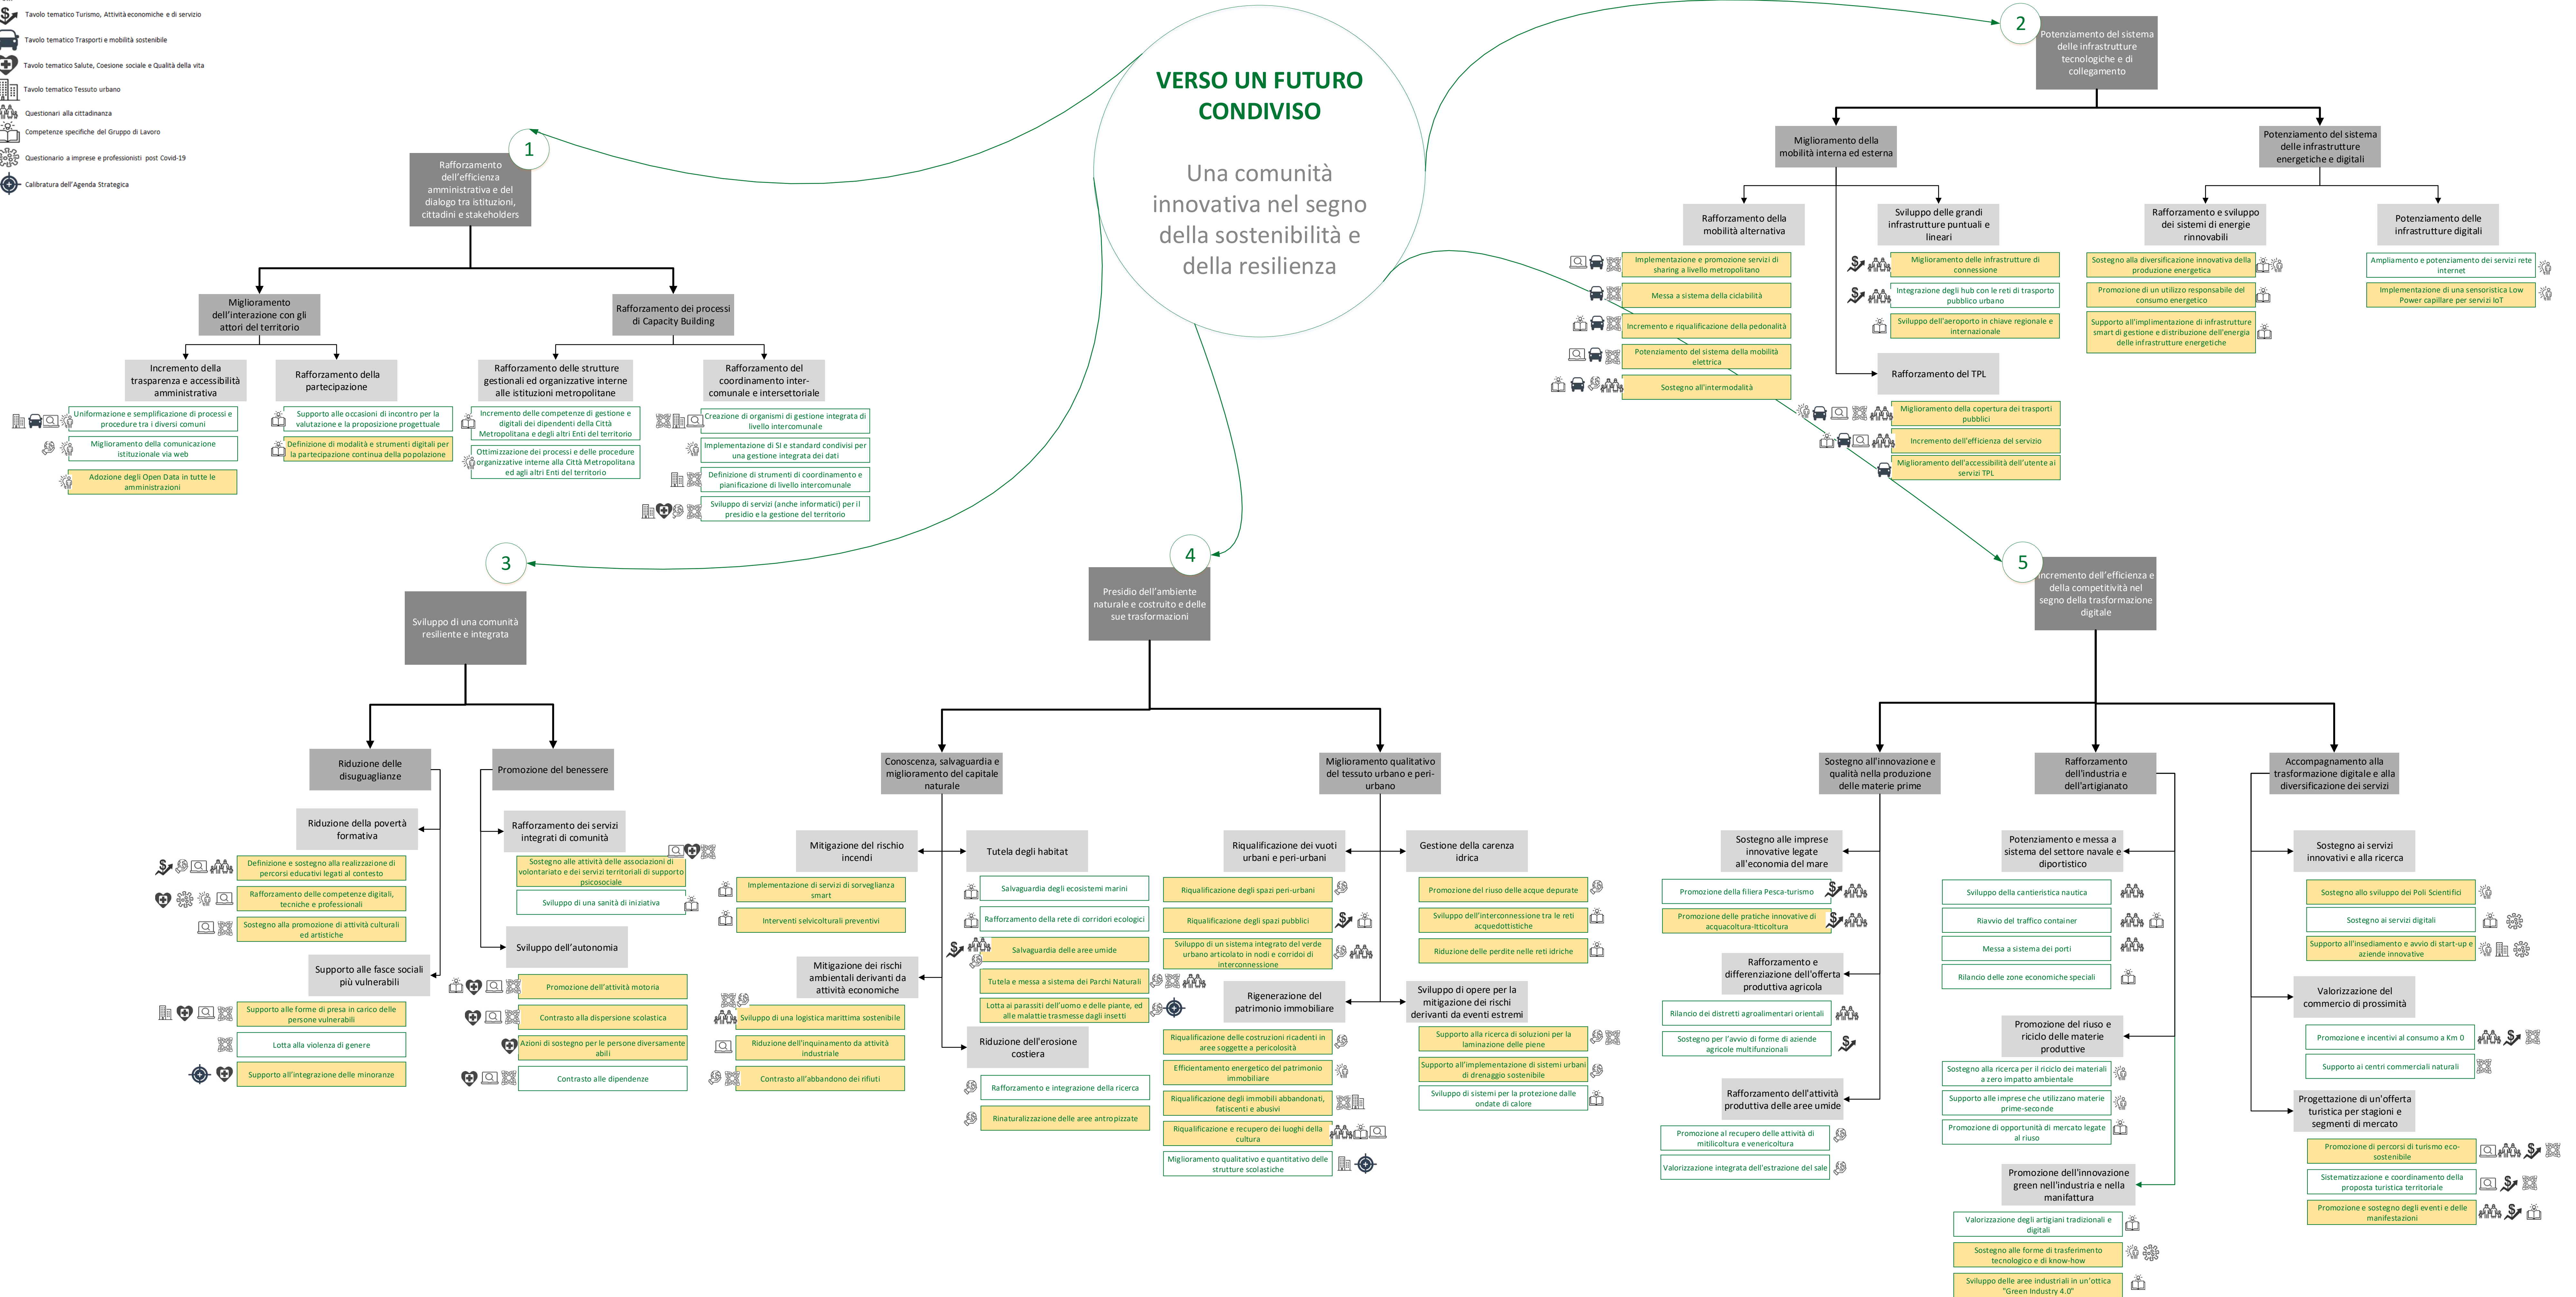 Tavolo tematico Turismo, Attività economiche e di servizio
Tavolo tematico Trasporti e mobilità sostenibile
Tavolo tematico Salute, Coesione sociale e Qualità della vita
Tavolo tematico Tessuto urbano
Questionari alla cittadinanza
Competenze specifiche del Gruppo di Lavoro
Questionario a imprese e professionisti post Covid-19
Calibratura dell'Agenda Strategica
VERSO UN FUTURO
CONDIVISO
Una comunità
innovativa nel segno
della sostenibilità e
della resilienza
1
Rafforzamento
dell'efficienza
amministrativa e del
dialogo tra istituzioni,
cittadini e stakeholders
Miglioramento
dell'interazione con gli
attori del territorio
Rafforzamento dei processi
di Capacity Building
Incremento della
trasparenza e accessibilità
amministrativa
Uniformazione e semplificazione di processi e
procedure tra i diversi comuni
Miglioramento della comunicazione
istituzionale via web
Adozione degli Open Data in tutte le
amministrazioni
Rafforzamento della
partecipazione
Supporto alle occasioni di incontro per la
valutazione e la proposizione progettuale
Definizione di modalità e strumenti digitali per
la partecipazione continua della popolazione
Rafforzamento delle strutture
gestionali ed organizzative interne
alle istituzioni metropolitane
Incremento delle competenze di gestione e
digitali dei dipendenti della Città
Metropolitana e degli altri Enti del territorio
Ottimizzazione dei processi e delle procedure
organizzative interne alla Città Metropolitana
ed agli altri Enti del territorio
Rafforzamento del
coordinamento inter-
comunale e intersettoriale
Creazione di organismi di gestione integrata di
livello intercomunale
Implementazione di SI e standard condivisi per
una gestione integrata dei dati
Definizione di strumenti di coordinamento e
pianificazione di livello intercomunale
Sviluppo di servizi (anche informatici) per il
presidio e la gestione del territorio
2
Potenziamento del sistema
delle infrastrutture
tecnologiche e di
collegamento
Miglioramento della
mobilità interna ed esterna
Potenziamento del sistema
delle infrastrutture
energetiche e digitali
Rafforzamento della
mobilità alternativa
Implementazione e promozione servizi di
sharing a livello metropolitano
Messa a sistema della ciclabilità
Incremento e riqualificazione della pedonalità
Potenziamento del sistema della mobilità
elettrica
Sostegno all'intermodalità
Sviluppo delle grandi
infrastrutture puntuali e
lineari
Miglioramento delle infrastrutture di
connessione
Integrazione degli hub con le reti di trasporto
pubblico urbano
Sviluppo dell'aeroporto in chiave regionale e
internazionale
Rafforzamento del TPL
Miglioramento della copertura dei trasporti
pubblici
Incremento dell'efficienza del servizio
Miglioramento dell'accessibilità dell'utente ai
servizi TPL
Rafforzamento e sviluppo
dei sistemi di energie
rinnovabili
Sostegno alla diversificazione innovativa della
produzione energetica
Promozione di un utilizzo responsabile del
consumo energetico
Supporto all'implimentazione di infrastrutture
smart di gestione e distribuzione dell'energia
delle infrastrutture energetiche
Potenziamento delle
infrastrutture digitali
Ampliamento e potenziamento dei servizi rete
internet
Implementazione di una sensoristica Low
Power capillare per servizi IoT
3
Sviluppo di una comunità
resiliente e integrata
Riduzione delle
disuguaglianze
Promozione del benessere
Riduzione della povertà
formativa
Definizione e sostegno alla realizzazione di
percorsi educativi legati al contesto
Rafforzamento delle competenze digitali,
tecniche e professionali
Sostegno alla promozione di attività culturali
ed artistiche
Supporto alle fasce sociali
più vulnerabili
Supporto alle forme di presa in carico delle
persone vulnerabili
Lotta alla violenza di genere
Supporto all'integrazione delle minoranze
Rafforzamento dei servizi
integrati di comunità
Sostegno alle attività delle associazioni di
volontariato e dei servizi territoriali di supporto
psicosociale
Sviluppo di una sanità di iniziativa
Sviluppo dell'autonomia
Promozione dell'attività motoria
Contrasto alla dispersione scolastica
Azioni di sostegno per le persone diversamente
abili
Contrasto alle dipendenze
4
Presidio dell'ambiente
naturale e costruito e delle
sue trasformazioni
Conoscenza, salvaguardia e
miglioramento del capitale
naturale
Miglioramento qualitativo
del tessuto urbano e peri-
urbano
Mitigazione del rischio
incendi
Implementazione di servizi di sorveglianza
smart
Interventi selvicolturali preventivi
Mitigazione dei rischi
ambientali derivanti da
attività economiche
Sviluppo di una logistica marittima sostenibile
Riduzione dell'inquinamento da attività
industriale
Contrasto all'abbandono dei rifiuti
Tutela degli habitat
Salvaguardia degli ecosistemi marini
Rafforzamento della rete di corridoi ecologici
Salvaguardia delle aree umide
Tutela e messa a sistema dei Parchi Naturali
Lotta ai parassiti dell'uomo e delle piante, ed
alle malattie trasmesse dagli insetti
Riduzione dell'erosione
costiera
Rafforzamento e integrazione della ricerca
Rinaturalizzazione delle aree antropizzate
Riqualificazione dei vuoti
urbani e peri-urbani
Riqualificazione degli spazi peri-urbani
Riqualificazione degli spazi pubblici
Sviluppo di un sistema integrato del verde
urbano articolato in nodi e corridoi di
interconnessione
Rigenerazione del
patrimonio immobiliare
Riqualificazione delle costruzioni ricadenti in
aree soggette a pericolosità
Efficientamento energetico del patrimonio
immobiliare
Riqualificazione degli immobili abbandonati,
fatiscenti e abusivi
Riqualificazione e recupero dei luoghi della
cultura
Miglioramento qualitativo e quantitativo delle
strutture scolastiche
Gestione della carenza
idrica
Promozione del riuso delle acque depurate
Sviluppo dell'interconnessione tra le reti
acquedottistiche
Riduzione delle perdite nelle reti idriche
Sviluppo di opere per la
mitigazione dei rischi
derivanti da eventi estremi
Supporto alla ricerca di soluzioni per la
laminazione delle piene
Supporto all'implementazione di sistemi urbani
di drenaggio sostenibile
Sviluppo di sistemi per la protezione dalle
ondate di calore
5
Incremento dell'efficienza e
della competitività nel
segno della trasformazione
digitale
Sostegno all'innovazione e
qualità nella produzione
delle materie prime
Rafforzamento
dell'industria e
dell'artigianato
Accompagnamento alla
trasformazione digitale e alla
diversificazione dei servizi
Sostegno alle imprese
innovative legate
all'economia del mare
Promozione della filiera Pesca-turismo
Promozione delle pratiche innovative di
acquacoltura-Itticoltura
Rafforzamento e
differenziazione dell'offerta
produttiva agricola
Rilancio dei distretti agroalimentari orientali
Sostegno per l'avvio di forme di aziende
agricole multifunzionali
Rafforzamento dell'attività
produttiva delle aree umide
Promozione al recupero delle attività di
mitilicoltura e venericoltura
Valorizzazione integrata dell'estrazione del sale
Potenziamento e messa a
sistema del settore navale e
diportistico
Sviluppo della cantieristica nautica
Riavvio del traffico container
Messa a sistema dei porti
Rilancio delle zone economiche speciali
Promozione del riuso e
riciclo delle materie
produttive
Sostegno alla ricerca per il riciclo dei materiali
a zero impatto ambientale
Supporto alle imprese che utilizzano materie
prime-seconde
Promozione di opportunità di mercato legate
al riuso
Promozione dell'innovazione
green nell'industria e nella
manifattura
Valorizzazione degli artigiani tradizionali e
digitali
Sostegno alle forme di trasferimento
tecnologico e di know-how
Sviluppo delle aree industriali in un'ottica
"Green Industry 4.0"
Sostegno ai servizi
innovativi e alla ricerca
Sostegno allo sviluppo dei Poli Scientifici
Sostegno ai servizi digitali
Supporto all'insediamento e avvio di start-up e
aziende innovative
Valorizzazione del
commercio di prossimità
Promozione e incentivi al consumo a Km 0
Supporto ai centri commerciali naturali
Progettazione di un'offerta
turistica per stagioni e
segmenti di mercato
Promozione di percorsi di turismo eco-
sostenibile
Sistematizzazione e coordinamento della
proposta turistica territoriale
Promozione e sostegno degli eventi e delle
manifestazioni